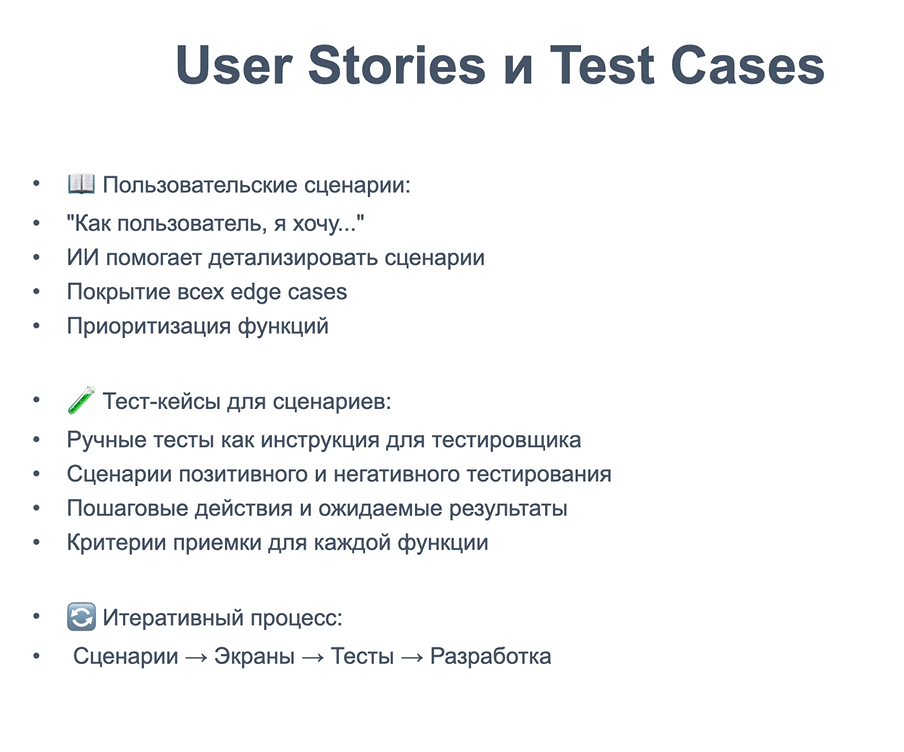 User Stories и Test Cases
• 📖 Пользовательские сценарии:
• "Как пользователь, я хочу..."
• ИИ помогает детализировать сценарии
• Покрытие всех edge cases
• Приоритизация функций
• 🧪 Тест-кейсы для сценариев:
• Ручные тесты как инструкция для тестировщика
• Сценарии позитивного и негативного тестирования
• Пошаговые действия и ожидаемые результаты
• Критерии приемки для каждой функции
• 🔄 Итеративный процесс:
• Сценарии → Экраны → Тесты → Разработка